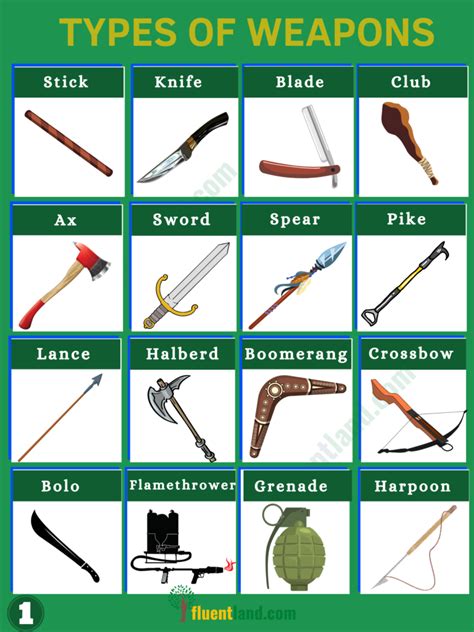 TYPES OF WEAPONS
Stick Knife Blade Club
Ax Sword Spear Pike
Lance Halberd Boomerang Crossbow
Bolo Flamethrower Grenade Harpoon
1
fluentland.com